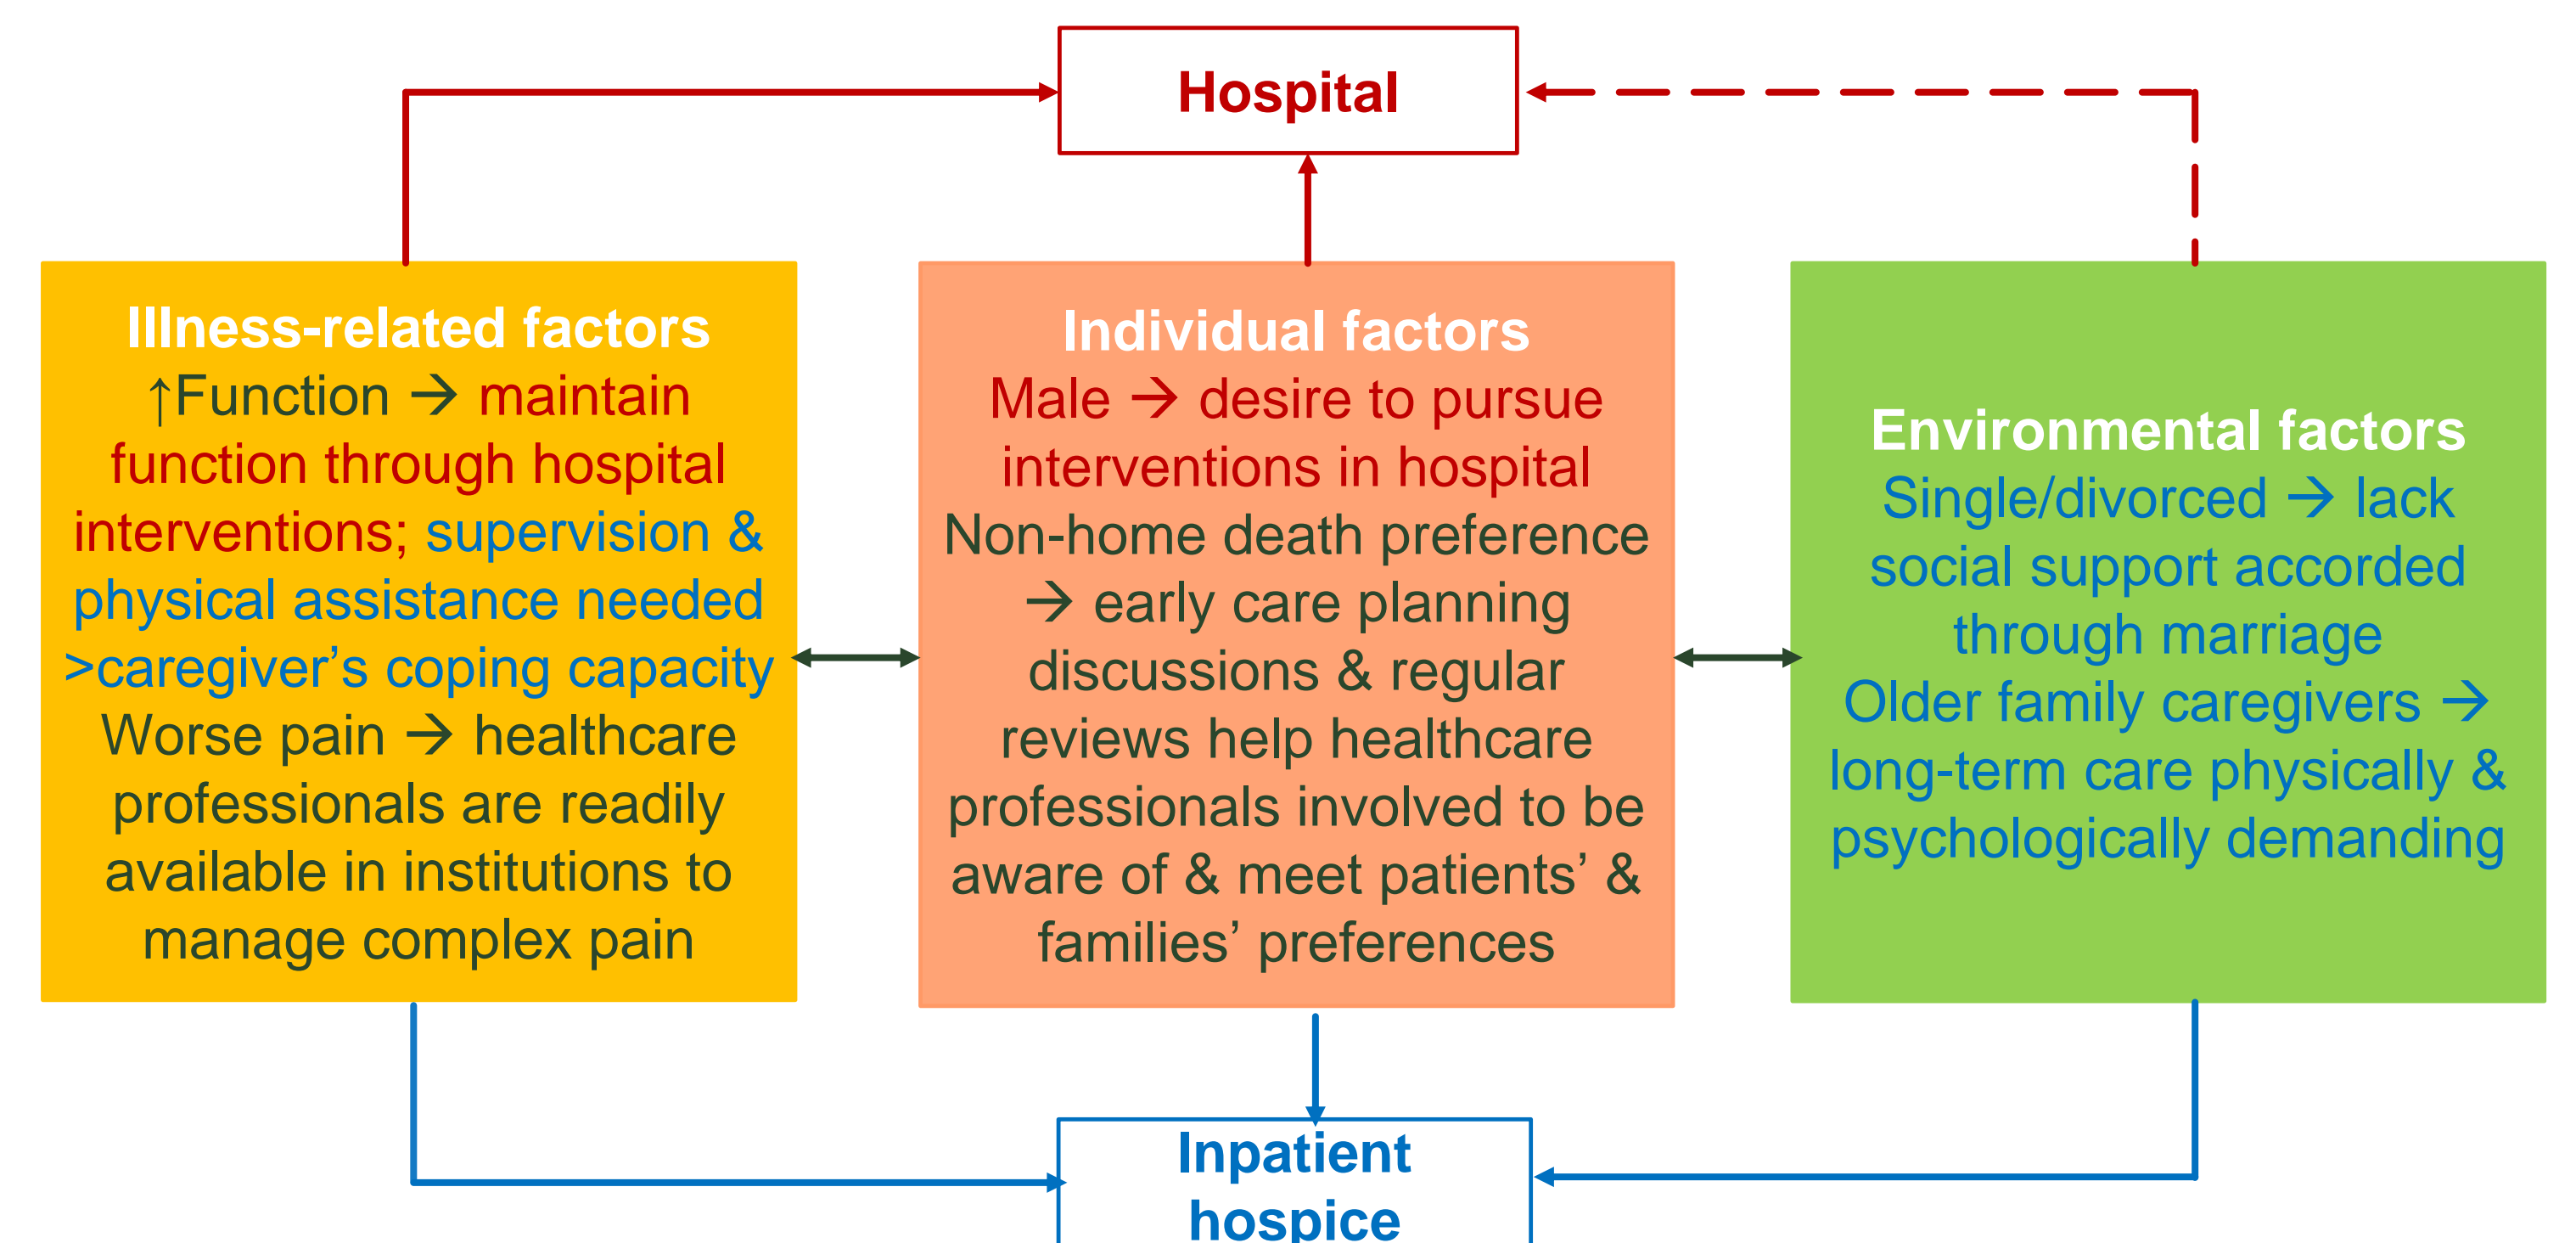 Hospital
Illness-related factors
↑Function → maintain
function through hospital
interventions; supervision &
physical assistance needed
>caregiver’s coping capacity
Worse pain → healthcare
professionals are readily
available in institutions to
manage complex pain
Individual factors
Male → desire to pursue
interventions in hospital
Non-home death preference
→ early care planning
discussions & regular
reviews help healthcare
professionals involved to be
aware of & meet patients’ &
families’ preferences
Environmental factors
Single/divorced → lack
social support accorded
through marriage
Older family caregivers →
long-term care physically &
psychologically demanding
Inpatient
hospice